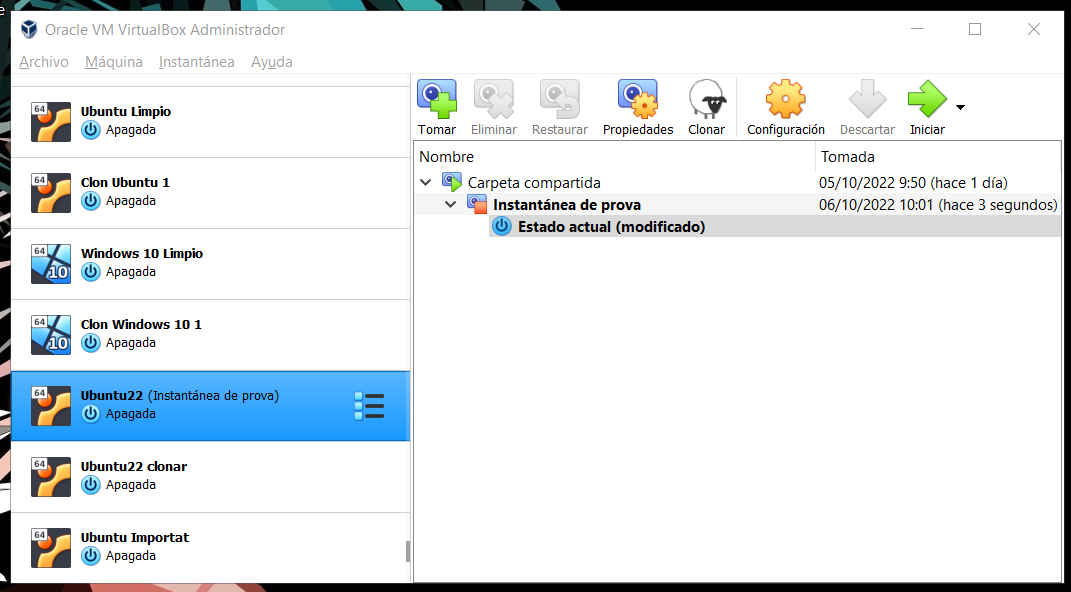 e
Oracle VM VirtualBox Administrador
Archivo Máquina Instantánea Ayuda
64
Ubuntu Limpio
Apagada
64
Clon Ubuntu 1
Apagada
64
10
Windows 10 Limpio
Apagada
64
10
Clon Windows 10 1
Apagada
64
Ubuntu22 (Instantánea de prova)
Apagada
64
Ubuntu22 clonar
Apagada
64
Ubuntu Importat
Apagada
Tomar Eliminar Restaurar Propiedades Clonar Configuración Descartar Iniciar
Nombre Tomada
Carpeta compartida 05/10/2022 9:50 (hace 1 día)
Instantánea de prova 06/10/2022 10:01 (hace 3 segundos)
Estado actual (modificado)